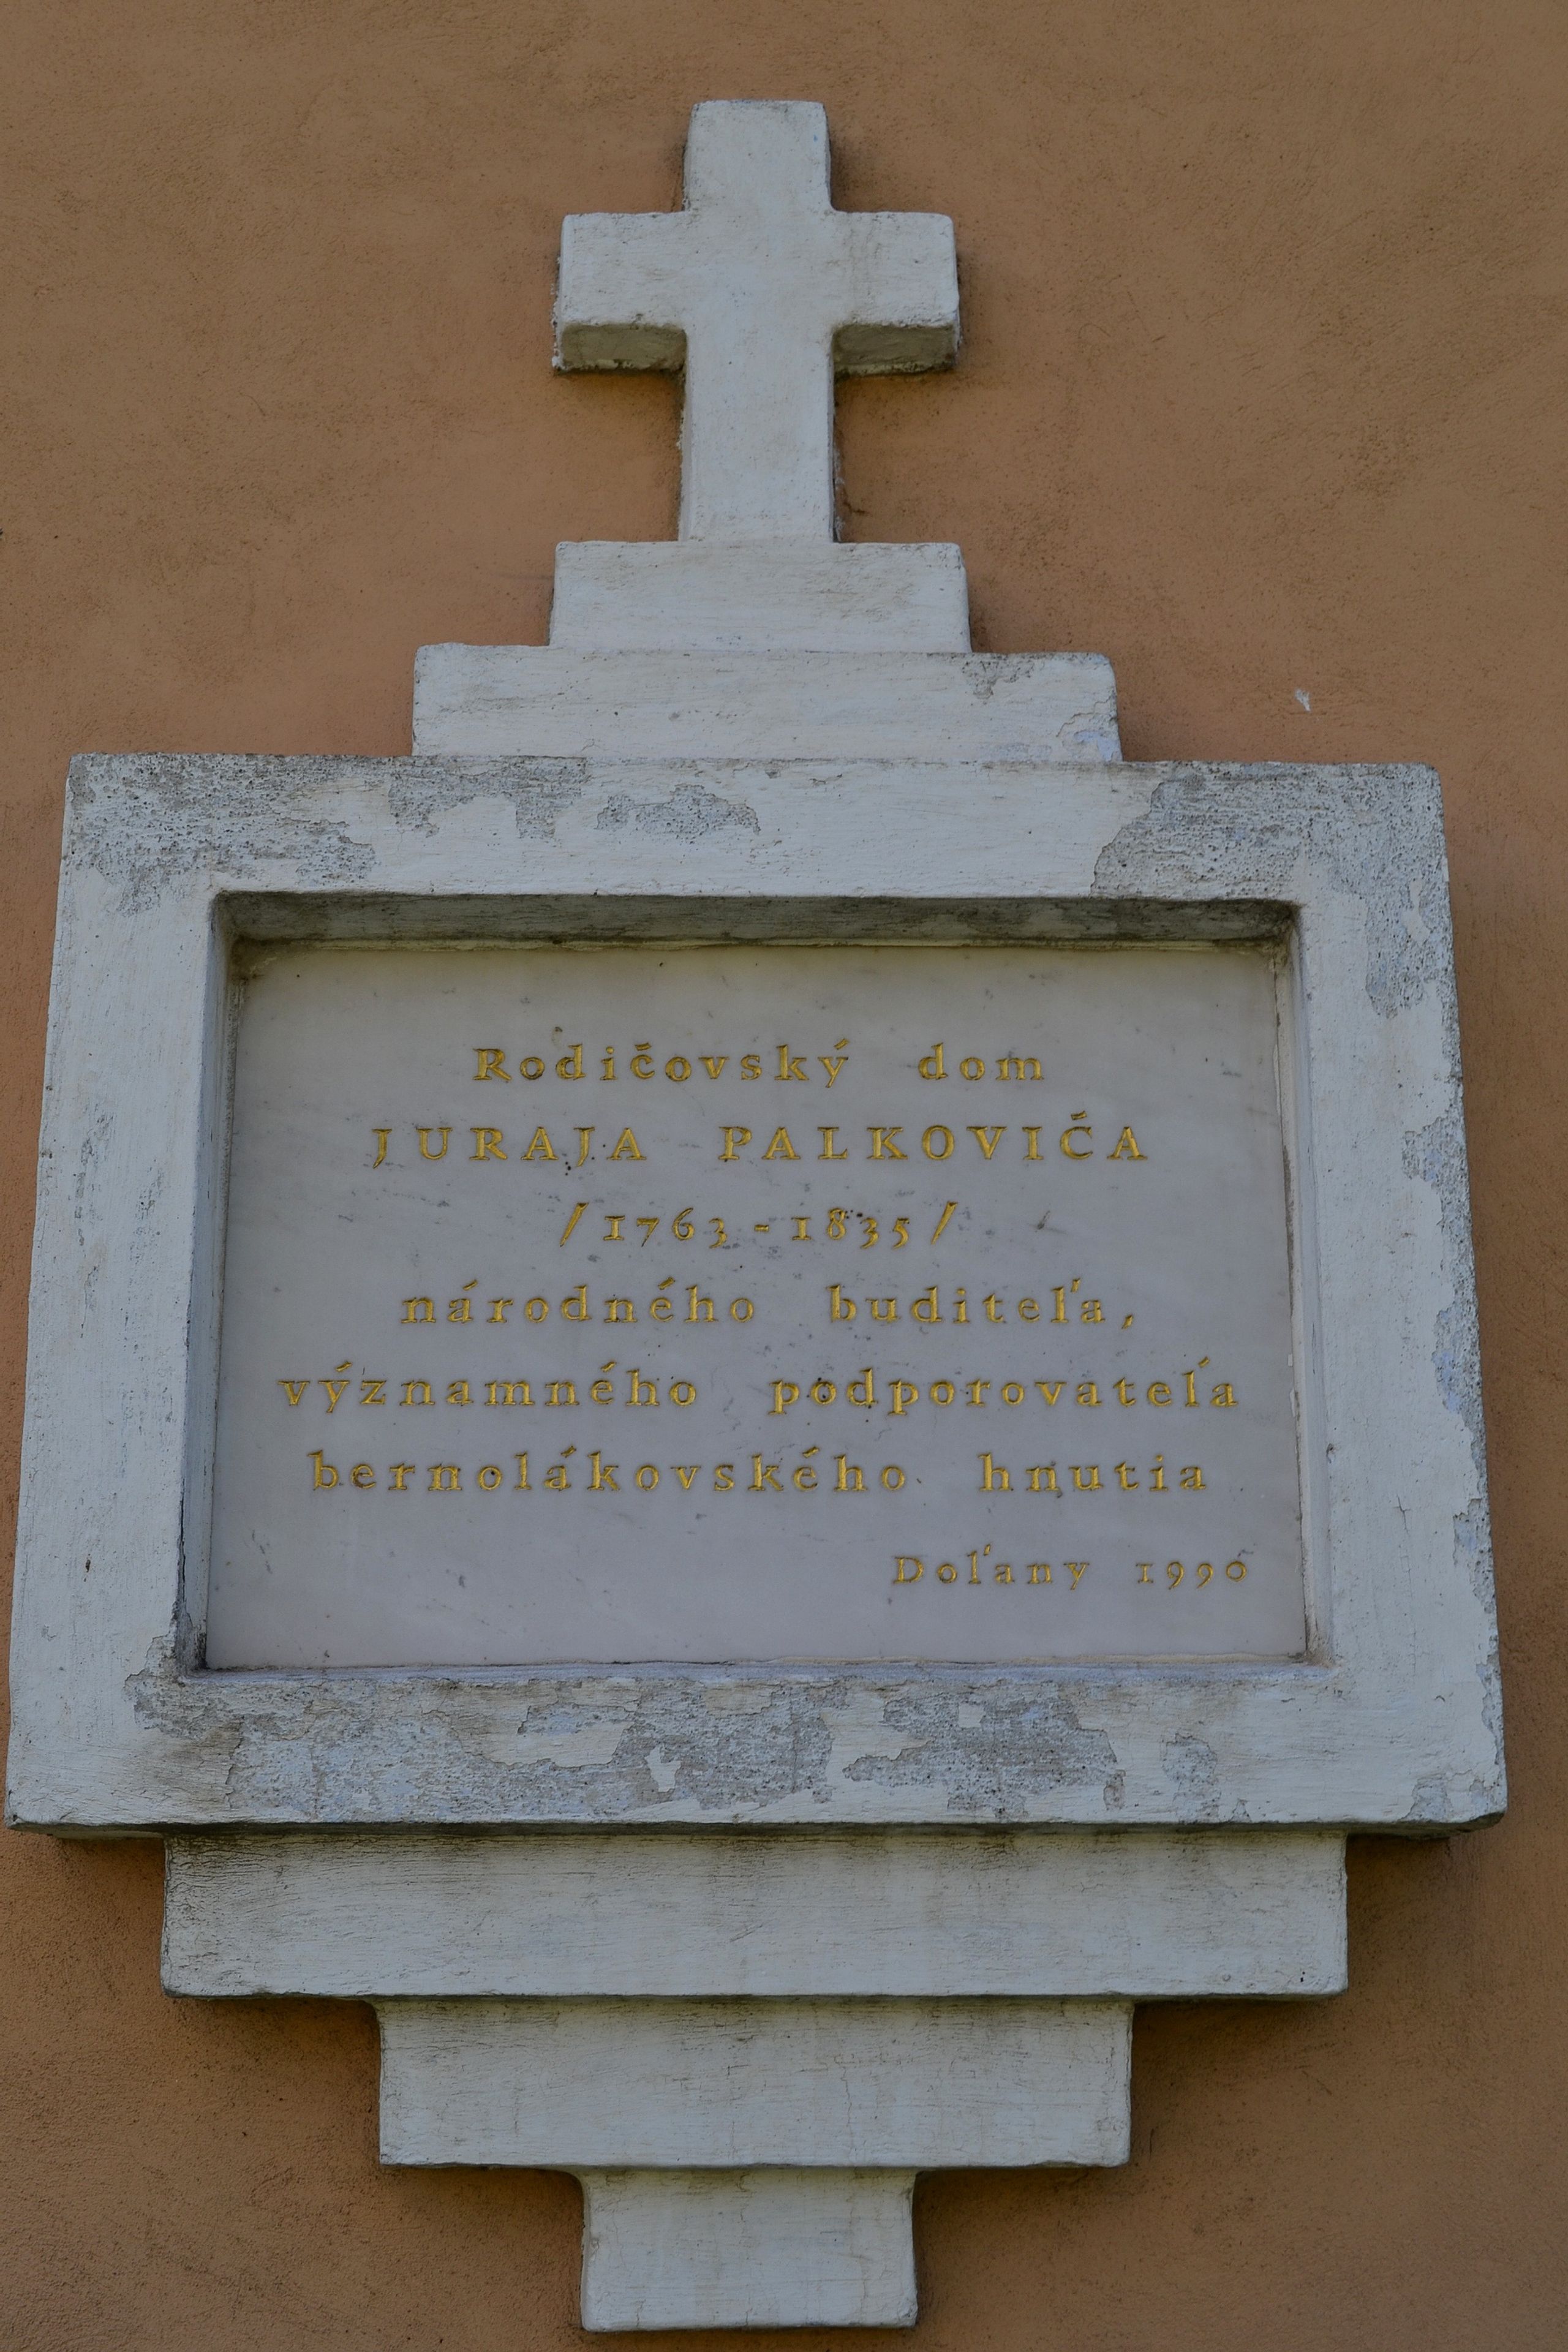 Rodičovský dom
JURAJA PALKOVIČA
/1763-1835/
národného buditeľa,
významného podporovateľa
bernolákovského hnutia
Doľany 1990